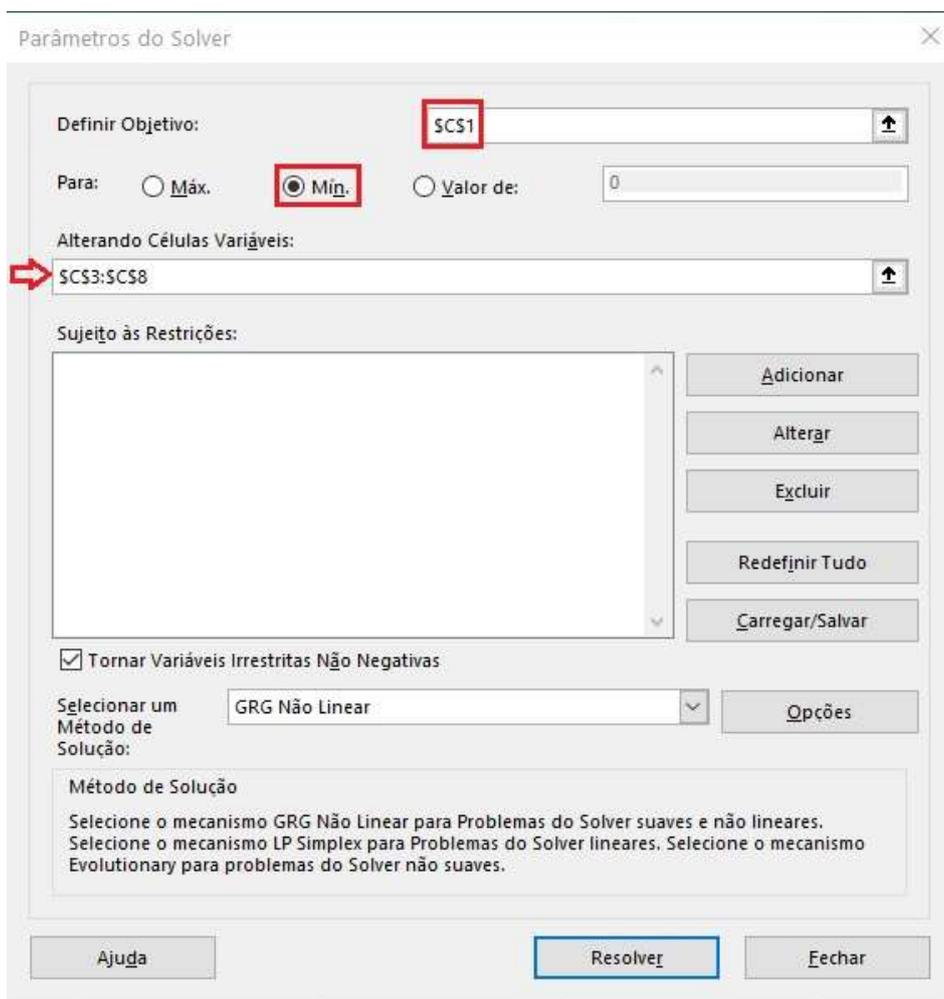 Parâmetros do Solver
Definir Objetivo: $C$1
Para: Máx. Mín. Valor de: 0
Alterando Células Variáveis:
$C$3:$C$8
Sujeito às Restrições:
Adicionar
Alterar
Excluir
Redefinir Tudo
Carregar/Salvar
Tornar Variáveis Irrestritas Não Negativas
Selecionar um
Método de
Solução:
GRG Não Linear
Opções
Método de Solução
Selecione o mecanismo GRG Não Linear para Problemas do Solver suaves e não lineares.
Selecione o mecanismo LP Simplex para Problemas do Solver lineares. Selecione o mecanismo
Evolutionary para problemas do Solver não suaves.
Ajuda Resolver Fechar